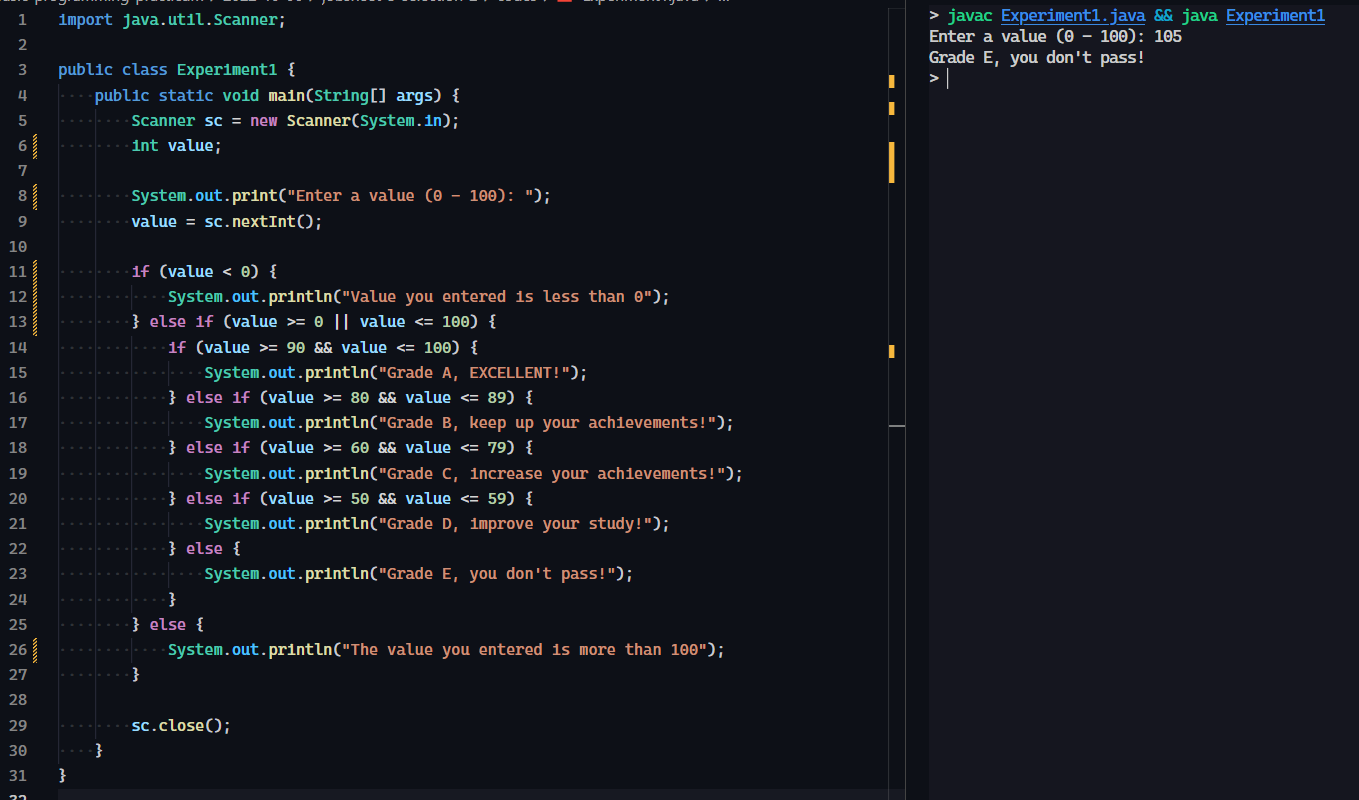 1 import java.util.Scanner;
2
3 public class Experiment1 {
4 public static void main(String[] args) {
5 Scanner sc = new Scanner(System.in);
6 int value;
7
8 System.out.print("Enter a value (0 - 100): ");
9 value = sc.nextInt();
10
11 if (value < 0) {
12 System.out.println("Value you entered is less than 0");
13 } else if (value >= 0 || value <= 100) {
14 if (value >= 90 && value <= 100) {
15 System.out.println("Grade A, EXCELLENT!");
16 } else if (value >= 80 && value <= 89) {
17 System.out.println("Grade B, keep up your achievements!");
18 } else if (value >= 60 && value <= 79) {
19 System.out.println("Grade C, increase your achievements!");
20 } else if (value >= 50 && value <= 59) {
21 System.out.println("Grade D, improve your study!");
22 } else {
23 System.out.println("Grade E, you don't pass!");
24 }
25 } else {
26 System.out.println("The value you entered is more than 100");
27 }
28
29 sc.close();
30 }
31 }
32
> javac Experiment1.java && java Experiment1
Enter a value (0 - 100): 105
Grade E, you don't pass!
>